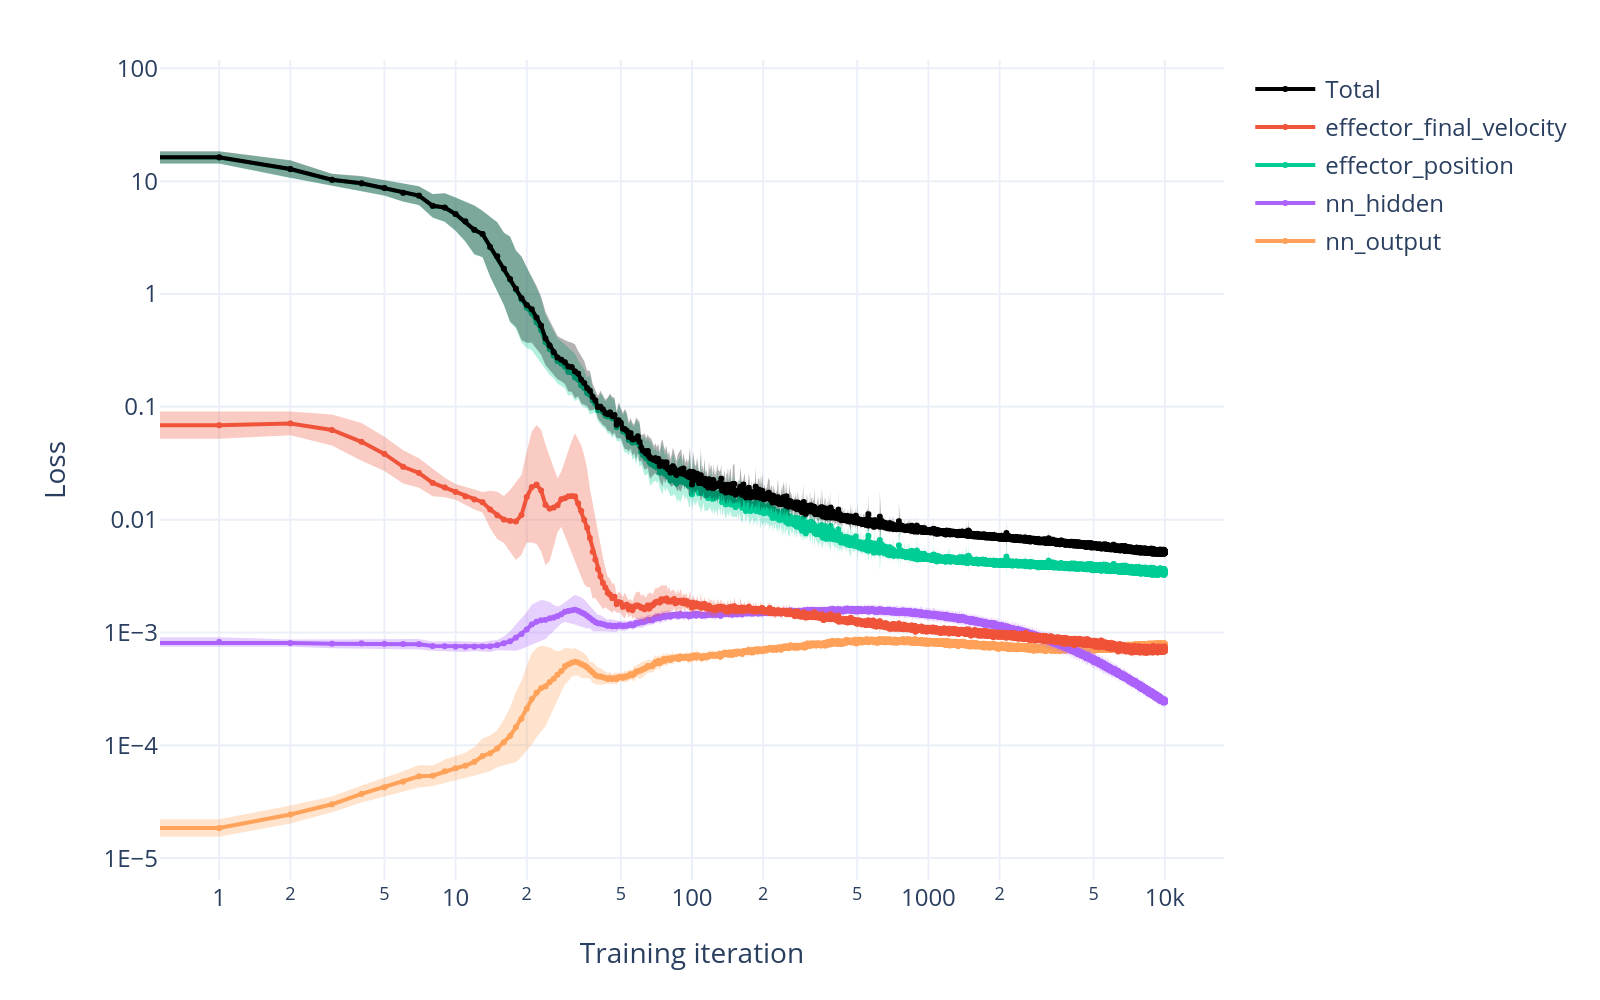 100
10
1
0.1
0.01
1E−3
1E−4
1E−5
Loss
1 2 5 10 2 5 100 2 5 1000 2 5 10k
Training iteration
Total
effector_final_velocity
effector_position
nn_hidden
nn_output